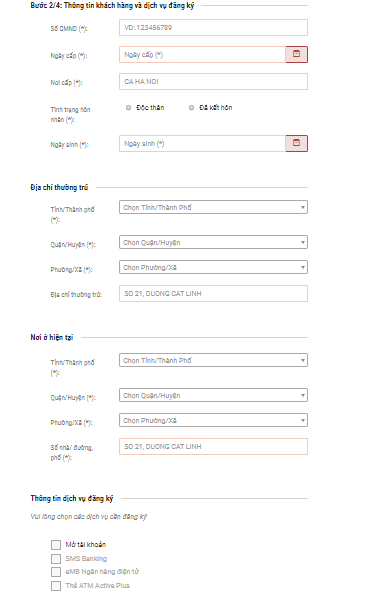 Bước 2/4: Thông tin khách hàng và dịch vụ đăng ký
Số CMND (*): VD: 123456789
Ngày cấp (*): Ngày cấp (*)
Nơi cấp (*): CA HA NOI
Tình trạng hôn nhân (*): Độc thân Đã kết hôn
Ngày sinh (*): Ngày sinh (*)
Địa chỉ thường trú
Tỉnh/Thành phố (*): Chọn Tỉnh/Thành Phố
Quận/Huyện (*): Chọn Quận/Huyện
Phường/Xã (*): Chọn Phường/Xã
Địa chỉ thường trú: SO 21, DUONG CAT LINH
Nơi ở hiện tại
Tỉnh/Thành phố (*): Chọn Tỉnh/Thành Phố
Quận/Huyện (*): Chọn Quận/Huyện
Phường/Xã (*): Chọn Phường/Xã
Số nhà/ đường, phố (*): SO 21, DUONG CAT LINH
Thông tin dịch vụ đăng ký
Vui lòng chọn các dịch vụ cần đăng ký
Mở tài khoản
SMS Banking
eMB Ngân hàng điện tử
Thẻ ATM Active Plus